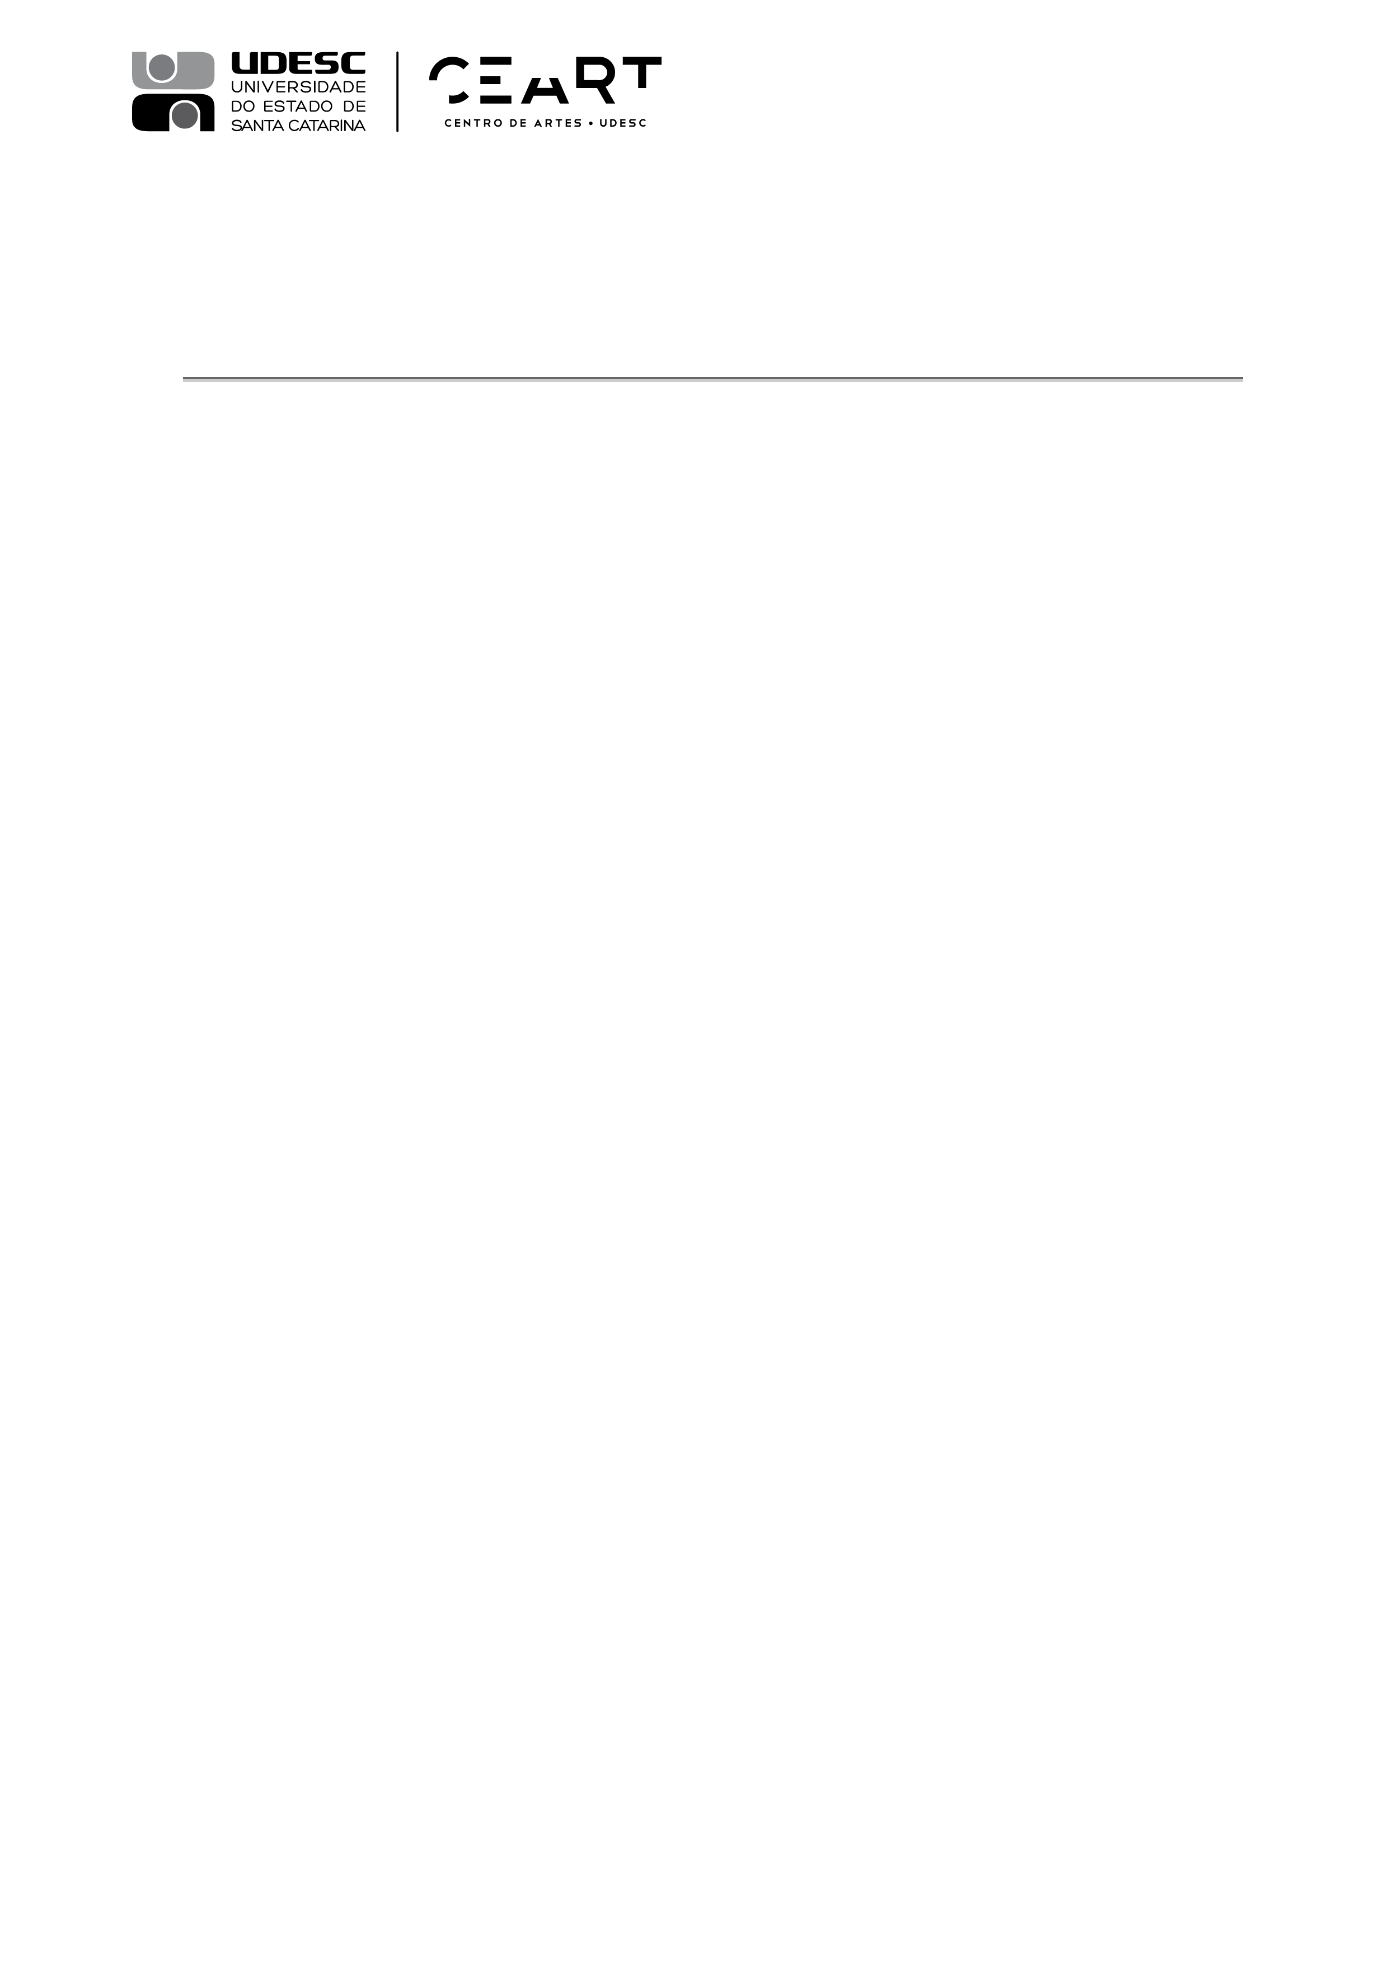 UDESC
UNIVERSIDADE
DO ESTADO DE
SANTA CATARINA
CEART
CENTRO DE ARTES • UDESC